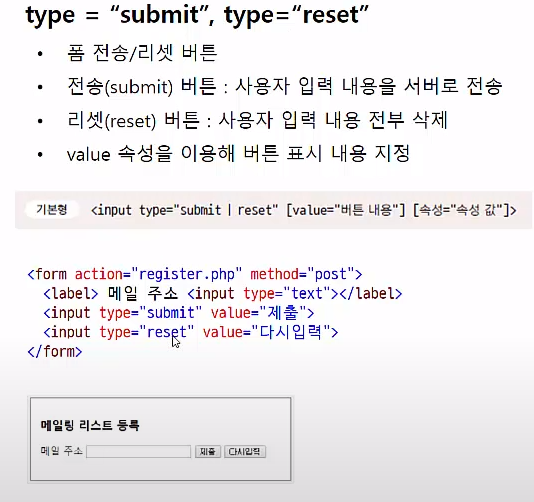 type = “submit”, type=“reset”
• 폼 전송/리셋 버튼
• 전송(submit) 버튼 : 사용자 입력 내용을 서버로 전송
• 리셋(reset) 버튼 : 사용자 입력 내용 전부 삭제
• value 속성을 이용해 버튼 표시 내용 지정
기본형 <input type="submit | reset" [value="버튼 내용"] [속성="속성 값"]>
<form action="register.php" method="post">
<label> 메일 주소 <input type="text"></label>
<input type="submit" value="제출">
<input type="reset" value="다시입력">
</form>
메일링 리스트 등록
메일 주소 제출 다시입력